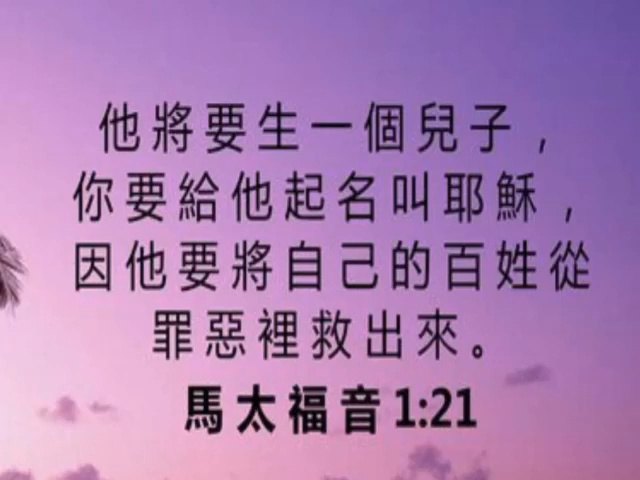 他將要生一個兒子，
你要給他起名叫耶穌，
因他要將自己的百姓從
罪惡裡救出來。
馬太福音 1:21